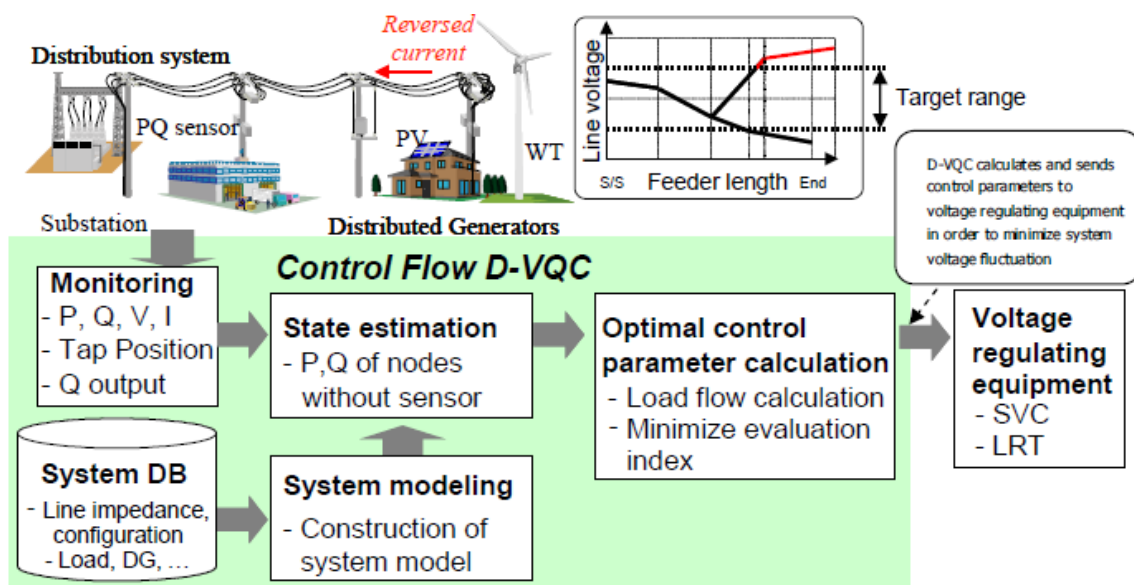 Reversed
current
Distribution system
PQ sensor
PV
WT
Substation
Distributed Generators
Line voltage
S/S
Feeder length
End
Target range
D-VQC calculates and sends
control parameters to
voltage regulating equipment
in order to minimize system
voltage fluctuation
Control Flow D-VQC
Monitoring
- P, Q, V, I
- Tap Position
- Q output
State estimation
- P,Q of nodes
without sensor
Optimal control
parameter calculation
- Load flow calculation
- Minimize evaluation
index
Voltage
regulating
equipment
- SVC
- LRT
System DB
- Line impedance,
configuration
- Load, DG, ...
System modeling
- Construction of
system model